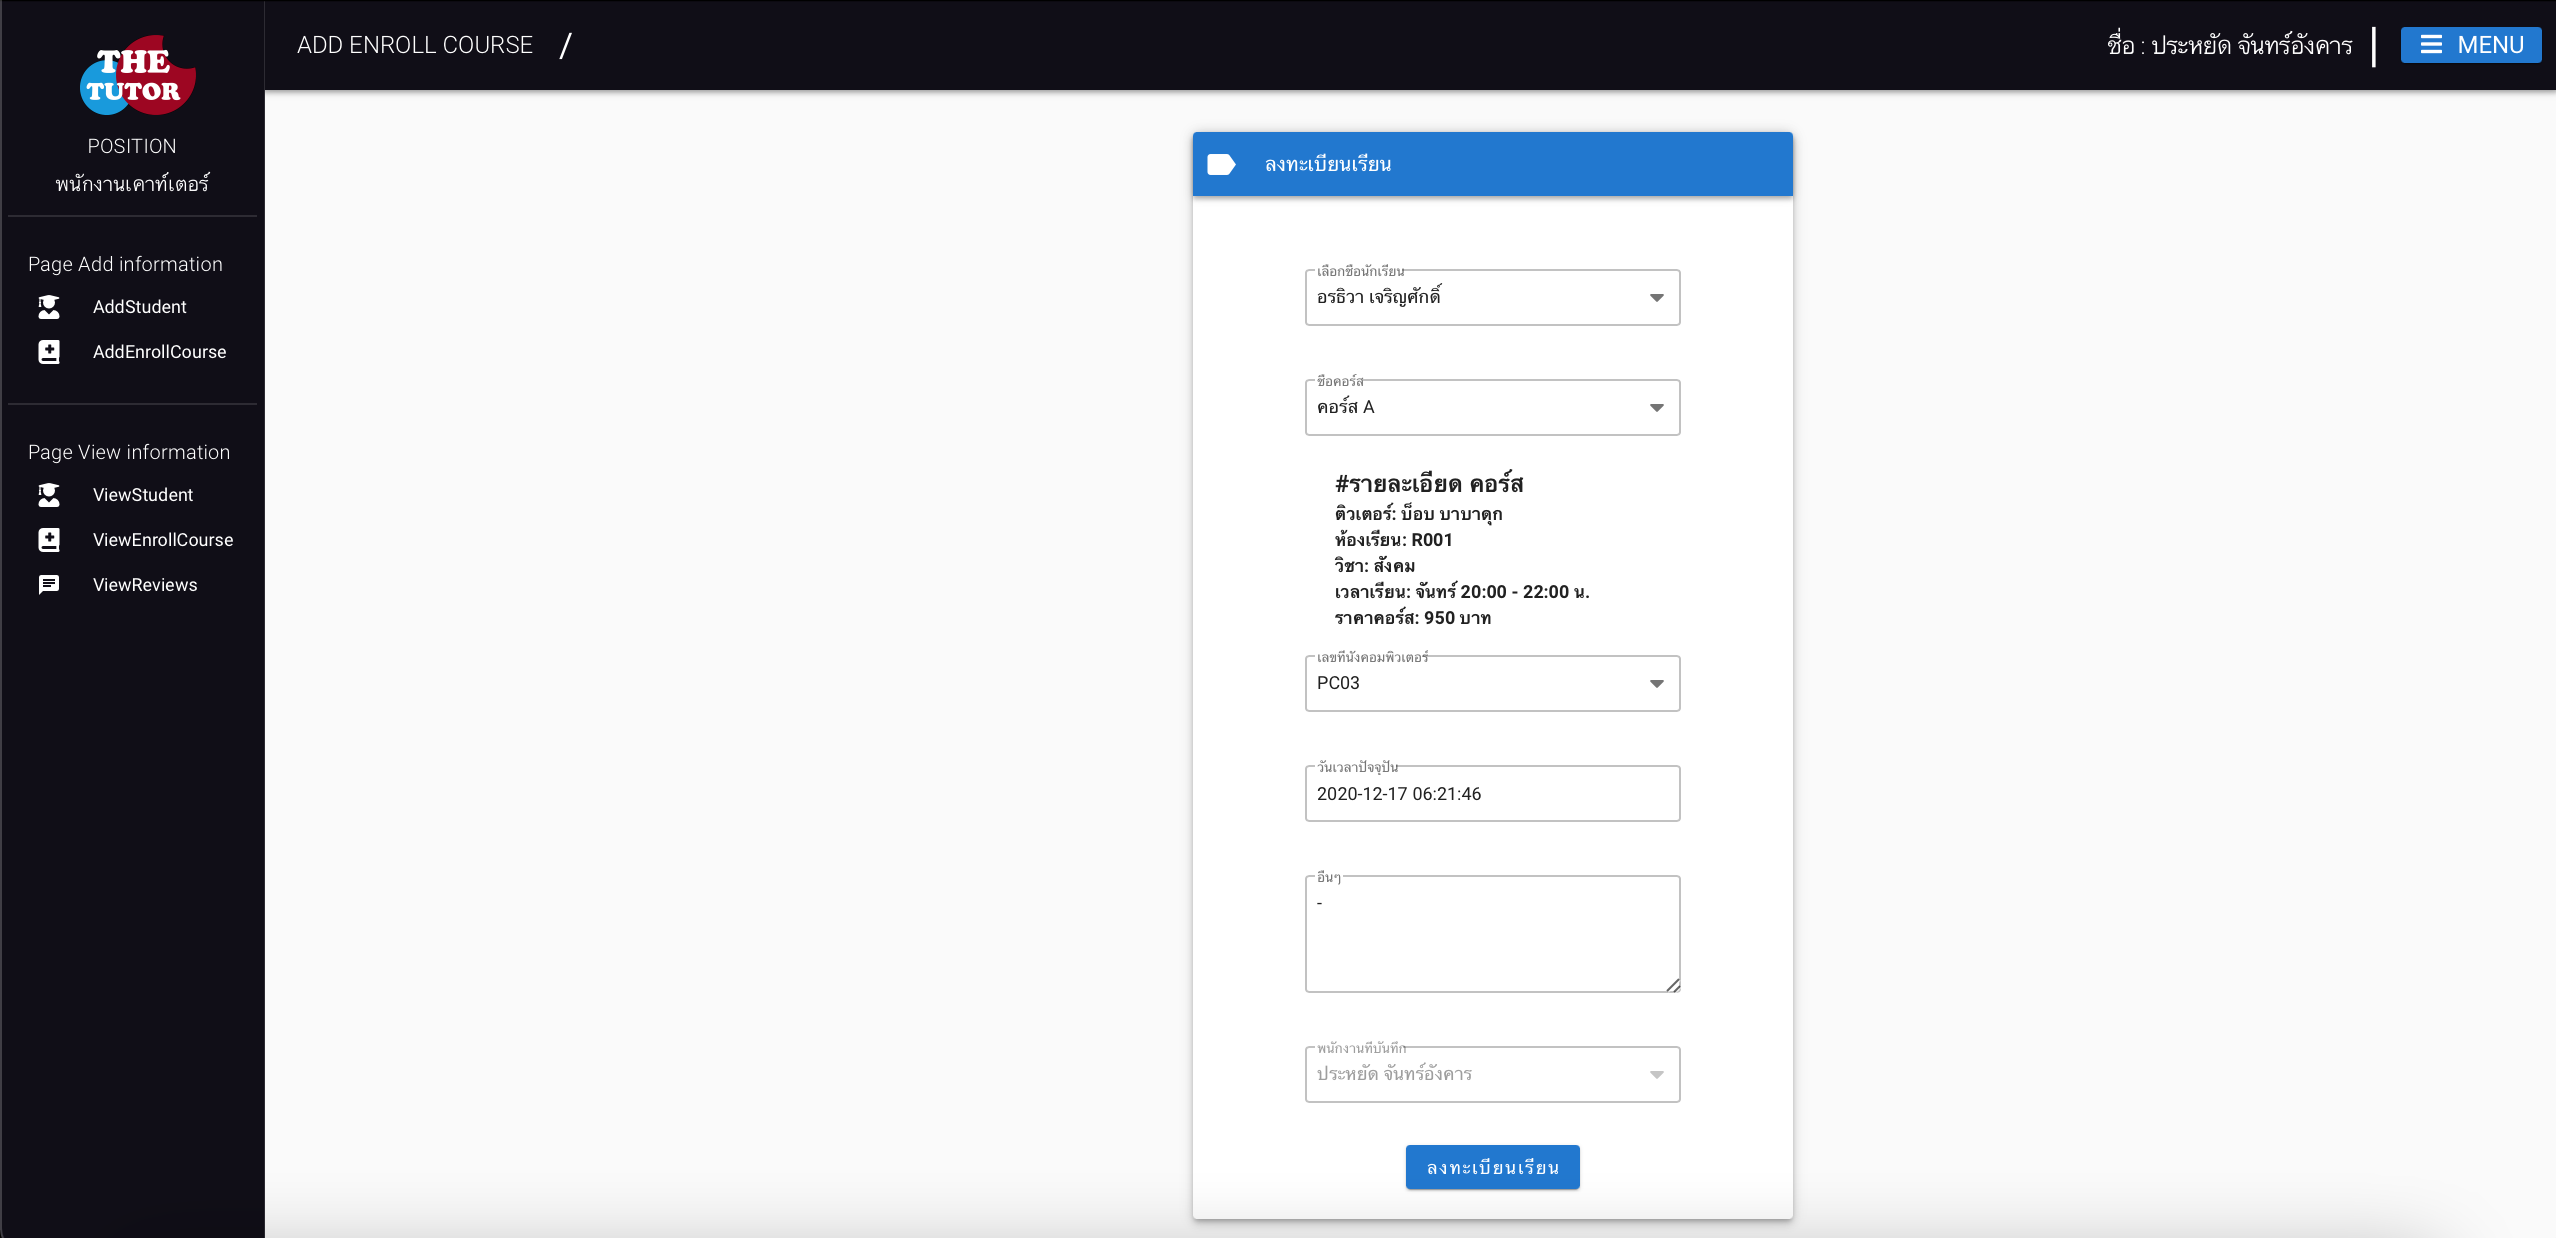 THE
TUTOR
POSITION
พนักงานเคาท์เตอร์
Page Add information
AddStudent
AddEnrollCourse
Page View information
ViewStudent
ViewEnrollCourse
ViewReviews
ADD ENROLL COURSE /
ชื่อ : ประหยัด จันทร์อังคาร
MENU
ลงทะเบียนเรียน
เลือกชื่อนักเรียน
อรธิวา เจริญศักดิ์
ชื่อคอร์ส
คอร์ส A
#รายละเอียด คอร์ส
ติวเตอร์: บ็อบ บาบาดุก
ห้องเรียน: R001
วิชา: สังคม
เวลาเรียน: จันทร์ 20:00 - 22:00 น.
ราคาคอร์ส: 950 บาท
เลขที่นั่งคอมพิวเตอร์
PC03
วันเวลาปัจจุปัน
2020-12-17 06:21:46
อื่นๆ
-
พนักงานที่บันทึก
ประหยัด จันทร์อังคาร
ลงทะเบียนเรียน